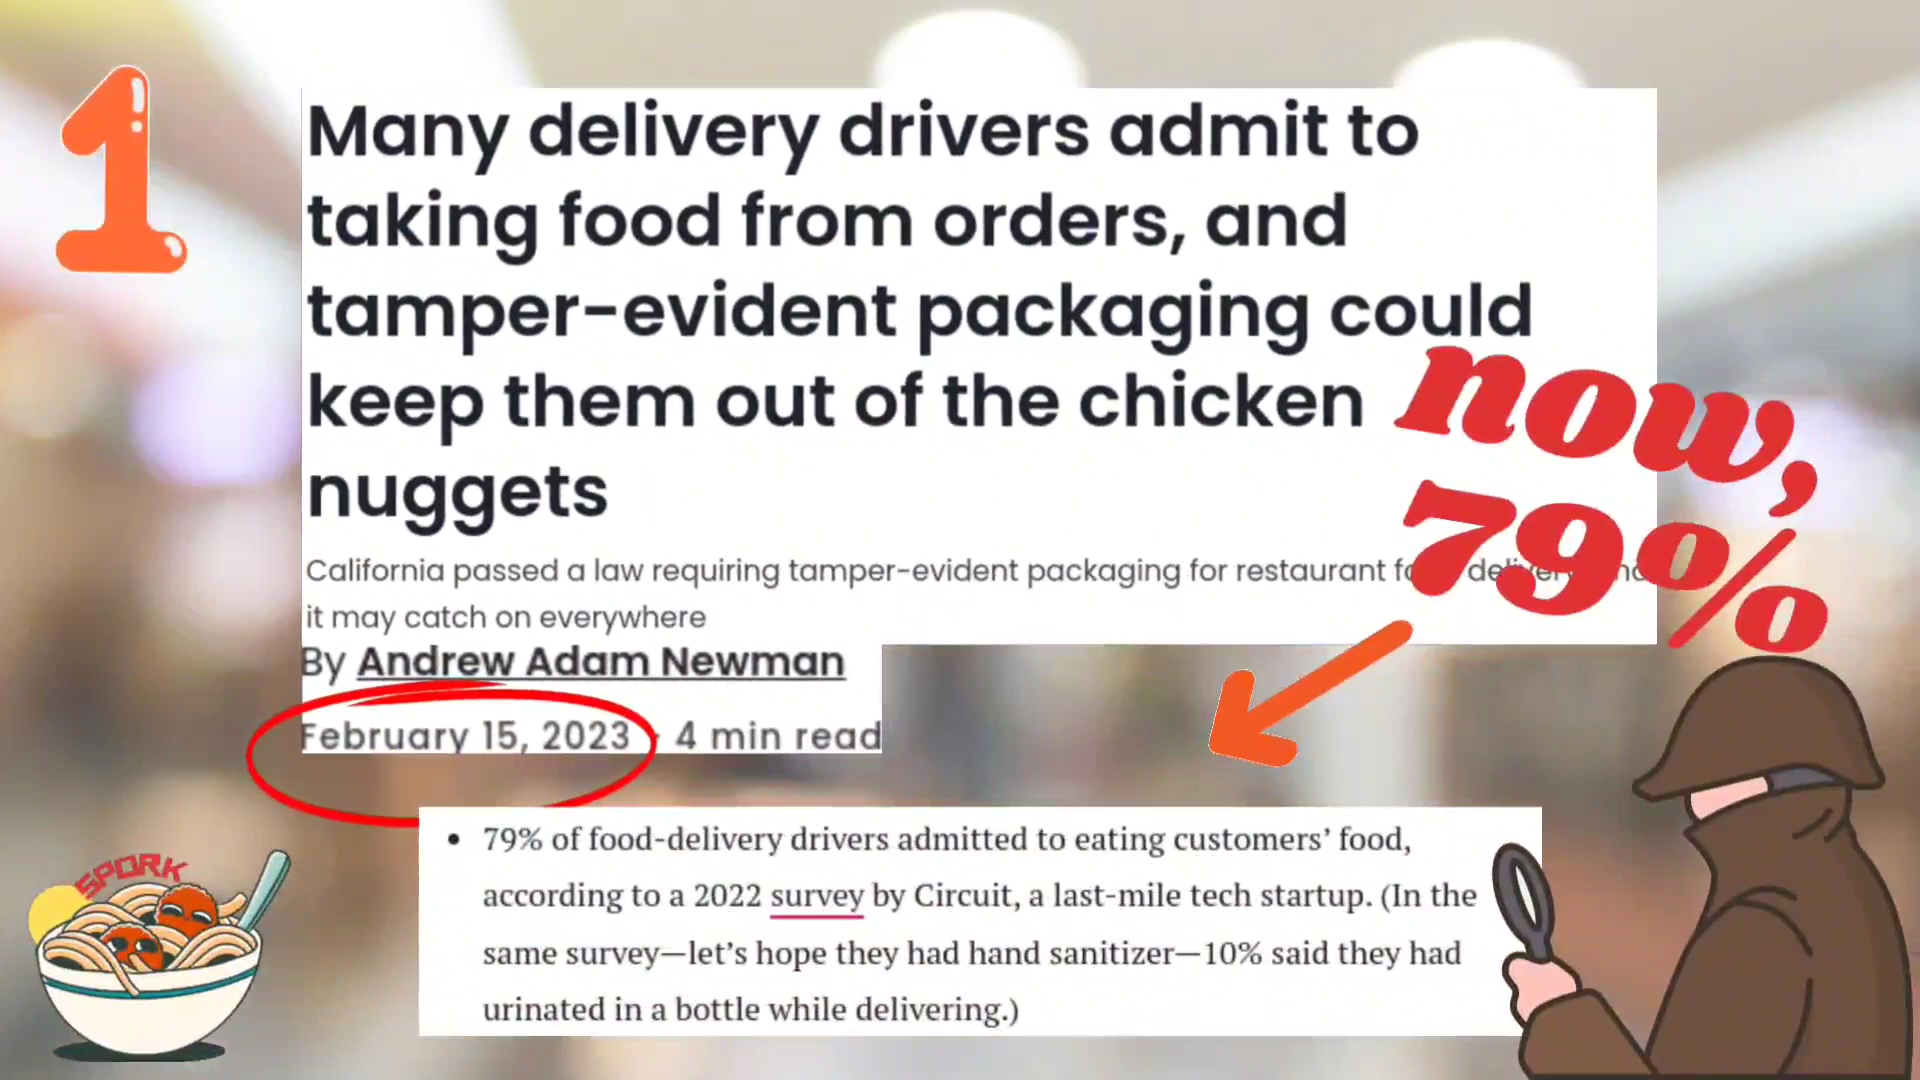 1
Many delivery drivers admit to
taking food from orders, and
tamper-evident packaging could
keep them out of the chicken
nuggets
now,
79%
California passed a law requiring tamper-evident packaging for restaurant
it may catch on everywhere
By Andrew Adam Newman
February 15, 2023 · 4 min read
SPORK
• 79% of food-delivery drivers admitted to eating customers’ food,
according to a 2022 survey by Circuit, a last-mile tech startup. (In the
same survey—let’s hope they had hand sanitizer—10% said they had
urinated in a bottle while delivering.)